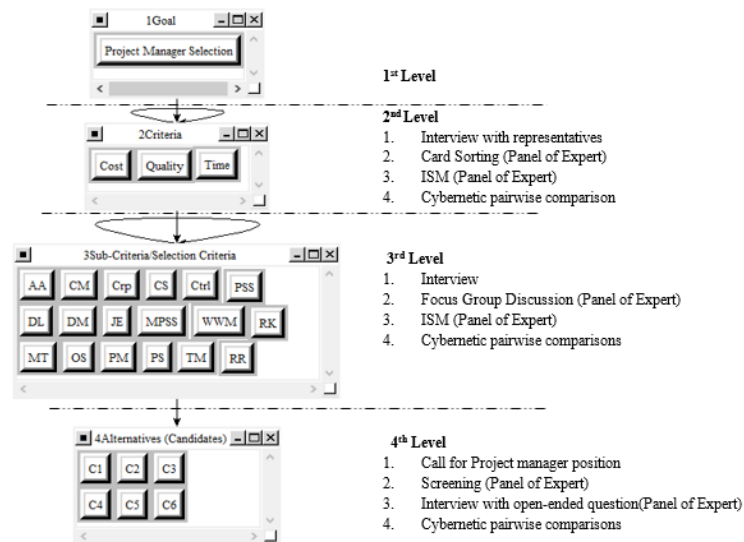 1Goal
Project Manager Selection
1st Level
2nd Level
2Criteria
Cost Quality Time
1. Interview with representatives
2. Card Sorting (Panel of Expert)
3. ISM (Panel of Expert)
4. Cybernetic pairwise comparison
3Sub-Criteria/Selection Criteria
AA CM Crp CS Ctrl PSS
DL DM JE MPSS WWM RK
MT OS PM PS TM RR
3rd Level
1. Interview
2. Focus Group Discussion (Panel of Expert)
3. ISM (Panel of Expert)
4. Cybernetic pairwise comparisons
4Alternatives (Candidates)
C1 C2 C3
C4 C5 C6
4th Level
1. Call for Project manager position
2. Screening (Panel of Expert)
3. Interview with open-ended question(Panel of Expert)
4. Cybernetic pairwise comparisons